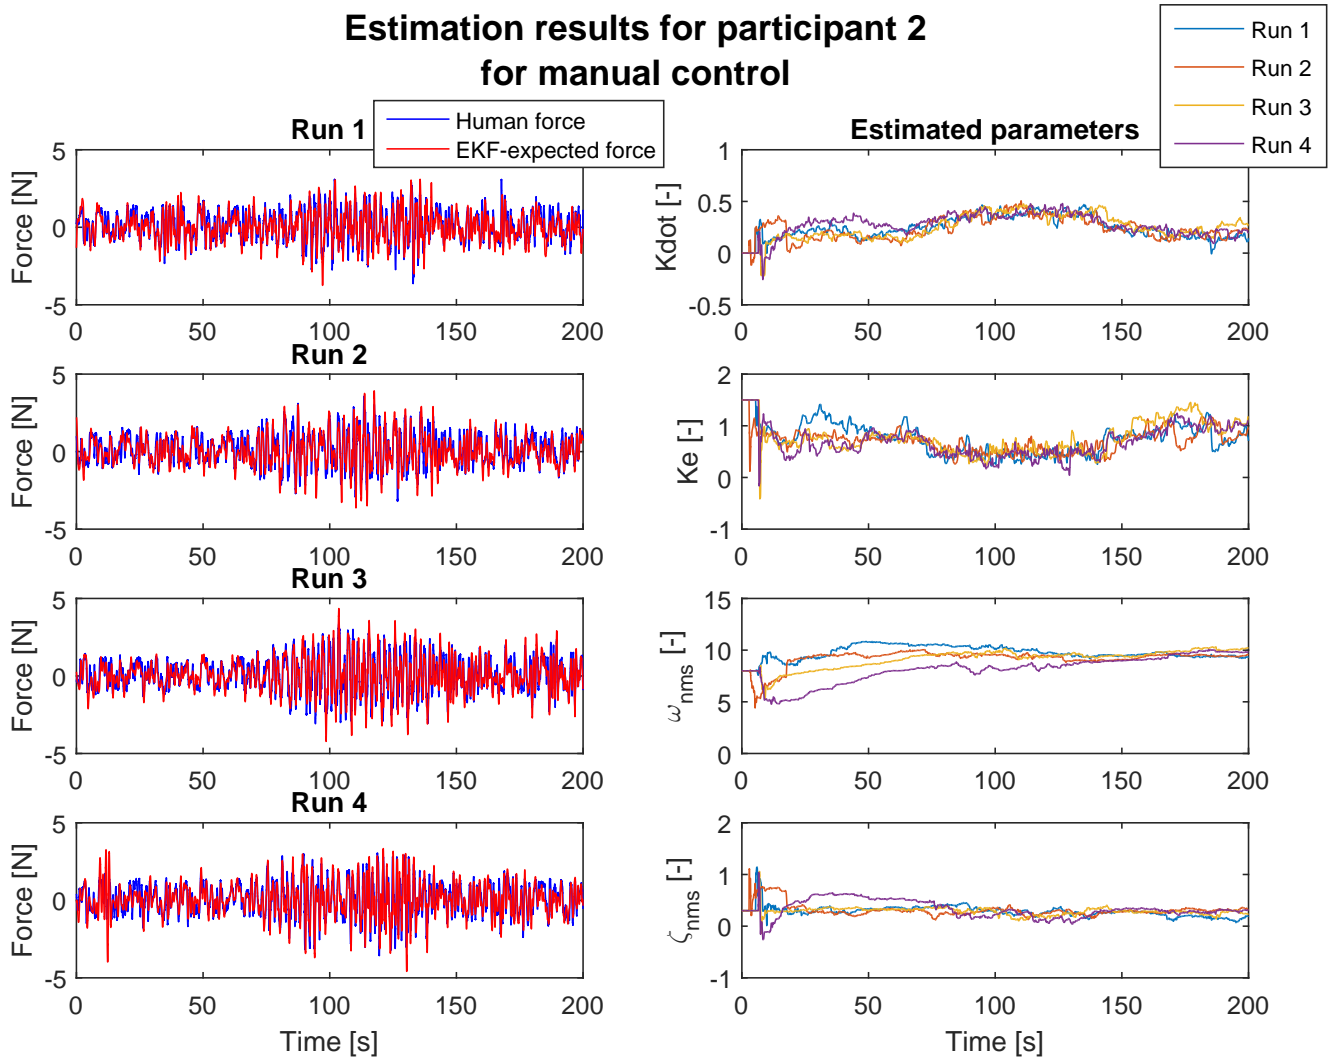 Estimation results for participant 2
for manual control
Run 1
Run 2
Run 3
Run 4
Run 1
Human force
EKF-expected force
Force [N]
5
0
-5
0 50 100 150 200
Run 2
Force [N]
5
0
-5
0 50 100 150 200
Run 3
Force [N]
5
0
-5
0 50 100 150 200
Run 4
Force [N]
5
0
-5
0 50 100 150 200
Time [s]
Estimated parameters
Kdot [-]
1
0.5
0
-0.5
0 50 100 150 200
Ke [-]
2
1
0
-1
0 50 100 150 200
ω_nms [-]
15
10
5
0
0 50 100 150 200
ζ_nms [-]
2
1
0
-1
0 50 100 150 200
Time [s]